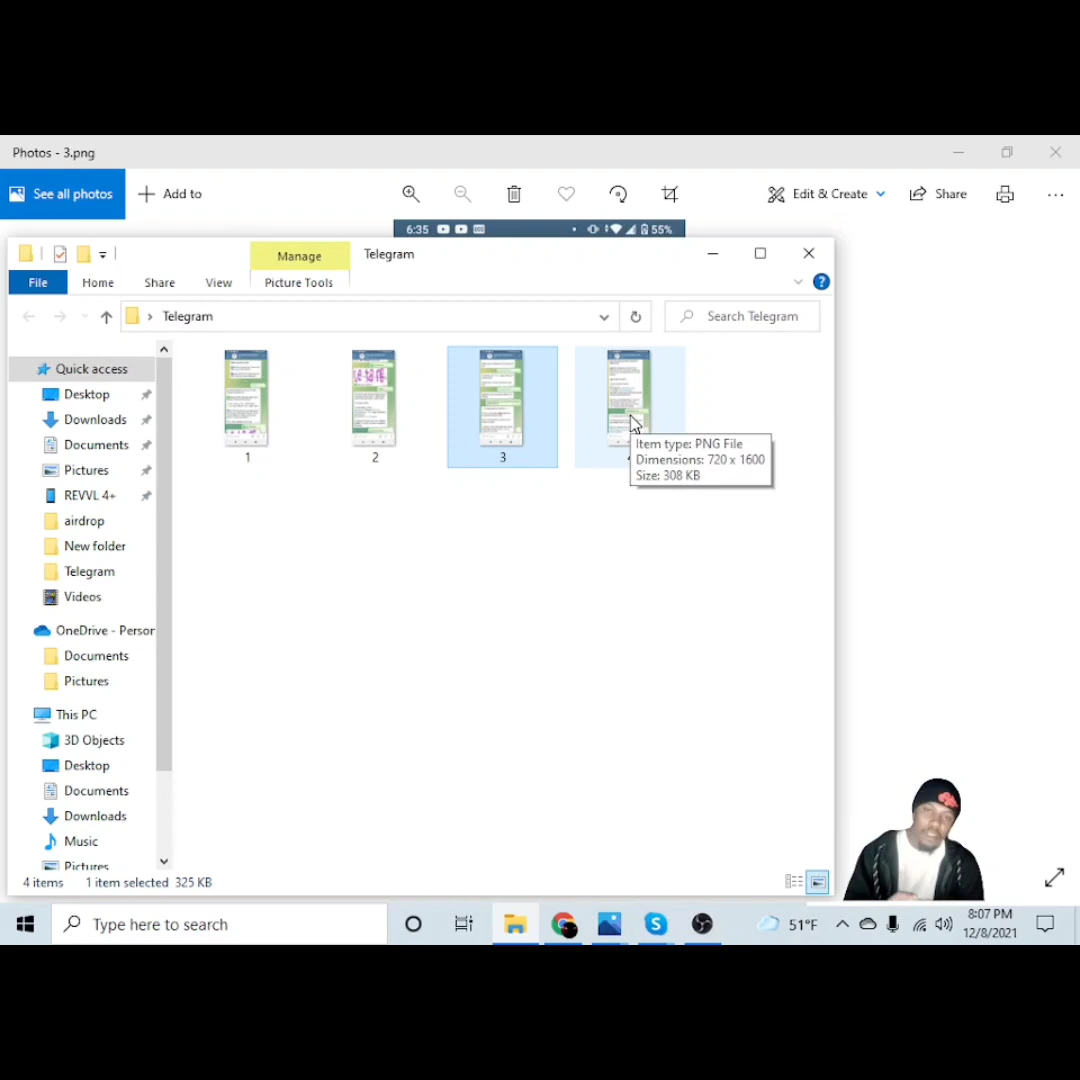 Photos - 3.png
See all photos
Add to
Edit & Create
Share
6:35
55%
Manage
Telegram
File
Home
Share
View
Picture Tools
Telegram
Search Telegram
Quick access
Desktop
Downloads
Documents
Pictures
REVVL 4+
airdrop
New folder
Telegram
Videos
OneDrive - Person
Documents
Pictures
This PC
3D Objects
Desktop
Documents
Downloads
Music
Pictures
1
2
3
Item type: PNG File
Dimensions: 720 x 1600
Size: 308 KB
4 items
1 item selected 325 KB
Type here to search
51°F
8:07 PM
12/8/2021